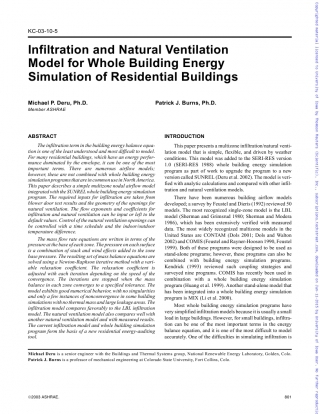 KC-03-10-5
Infiltration and Natural Ventilation
Model for Whole Building Energy
Simulation of Residential Buildings
Michael P. Deru, Ph.D.
Member ASHRAE
Patrick J. Burns, Ph.D.
ABSTRACT
The infiltration term in the building energy balance equa-
tion is one of the least understood and most difficult to model.
For many residential buildings, which have an energy perfor-
mance dominated by the envelope, it can be one of the most
important terms. There are numerous airflow models;
however, these are not combined with whole building energy
simulation programs that are in common use in North America.
This paper describes a simple multizone nodal airflow model
integrated with the SUNREL whole building energy simulation
program. The required inputs for infiltration are taken from
blower door test results and the geometry of the openings for
natural ventilation. The flow exponents and coefficients for
infiltration and natural ventilation can be input or left to the
default values. Control of the natural ventilation openings can
be controlled with a time schedule and the indoor/outdoor
temperature difference.
The mass flow rate equations are written in terms of the
pressure at the base of each zone. The pressure on each surface
is a combination of stack and wind effects added to the zone
base pressure. The resulting set of mass balance equations are
solved using a Newton-Raphson iterative method with a vari-
able relaxation coefficient. The relaxation coefficient is
adjusted with each iteration depending on the speed of the
convergence. The iterations are stopped when the mass
balance in each zone converges to a specified tolerance. The
model exhibits good numerical behavior, with no singularities
and only a few instances of nonconvergence in some building
simulations with no thermal mass and large leakage areas. The
infiltration model compares favorably to the LBL infiltration
model. The natural ventilation model also compares well with
another natural ventilation model and with measured results.
The current infiltration model and whole building simulation
program form the basis of a new residential energy-auditing
tool.
INTRODUCTION
This paper presents a multizone infiltration/natural venti-
lation model that is simple, flexible, and driven by weather
conditions. This model was added to the SERI-RES version
1.0 (SERI-RES 1988) whole building energy simulation
program as part of work to upgrade the program to a new
version called SUNREL (Deru et al. 2002). The model is veri-
fied with analytic calculations and compared with other infil-
tration and natural ventilation models.
There have been numerous building airflow models
developed; a survey by Feustel and Dieris (1992) reviewed 50
models. The most recognized single-zone model is the LBL
model (Sherman and Grimsrud 1980; Sherman and Modera
1986), which has been extensively verified with measured
data. The most widely recognized multizone models in the
United States are CONTAM (Dols 2001; Dols and Walton
2002) and COMIS (Feustel and Rayner-Hooson 1990, Feustel
1999). Both of these programs were designed to be used as
stand-alone programs; however, these programs can also be
combined with building energy simulation programs.
Kendrick (1993) reviewed such coupling strategies and
surveyed nine programs. COMIS has recently been used in
combination with a whole building energy simulation
program (Huang et al. 1999). Another stand-alone model that
has been integrated into a whole building energy simulation
program is MIX (Li et al. 2000).
Most whole building energy simulation programs have
very simplified infiltration models because it is usually a small
load in large buildings. However, for small buildings, infiltra-
tion can be one of the most important terms in the energy
balance equation, and it is one of the most difficult to model
accurately. One of the difficulties in simulating infiltration is
Michael Deru is a senior engineer with the Buildings and Thermal Systems group, National Renewable Energy Laboratory, Golden, Colo.
Patrick J. Burns is a professor of mechanical engineering at Colorado State University, Fort Collins, Colo.
©2003 ASHRAE
801